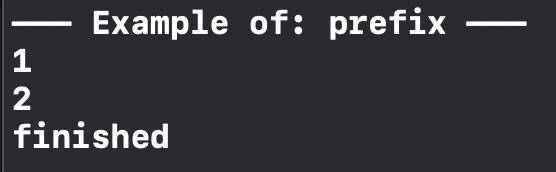 ——— Example of: prefix ———
1
2
finished